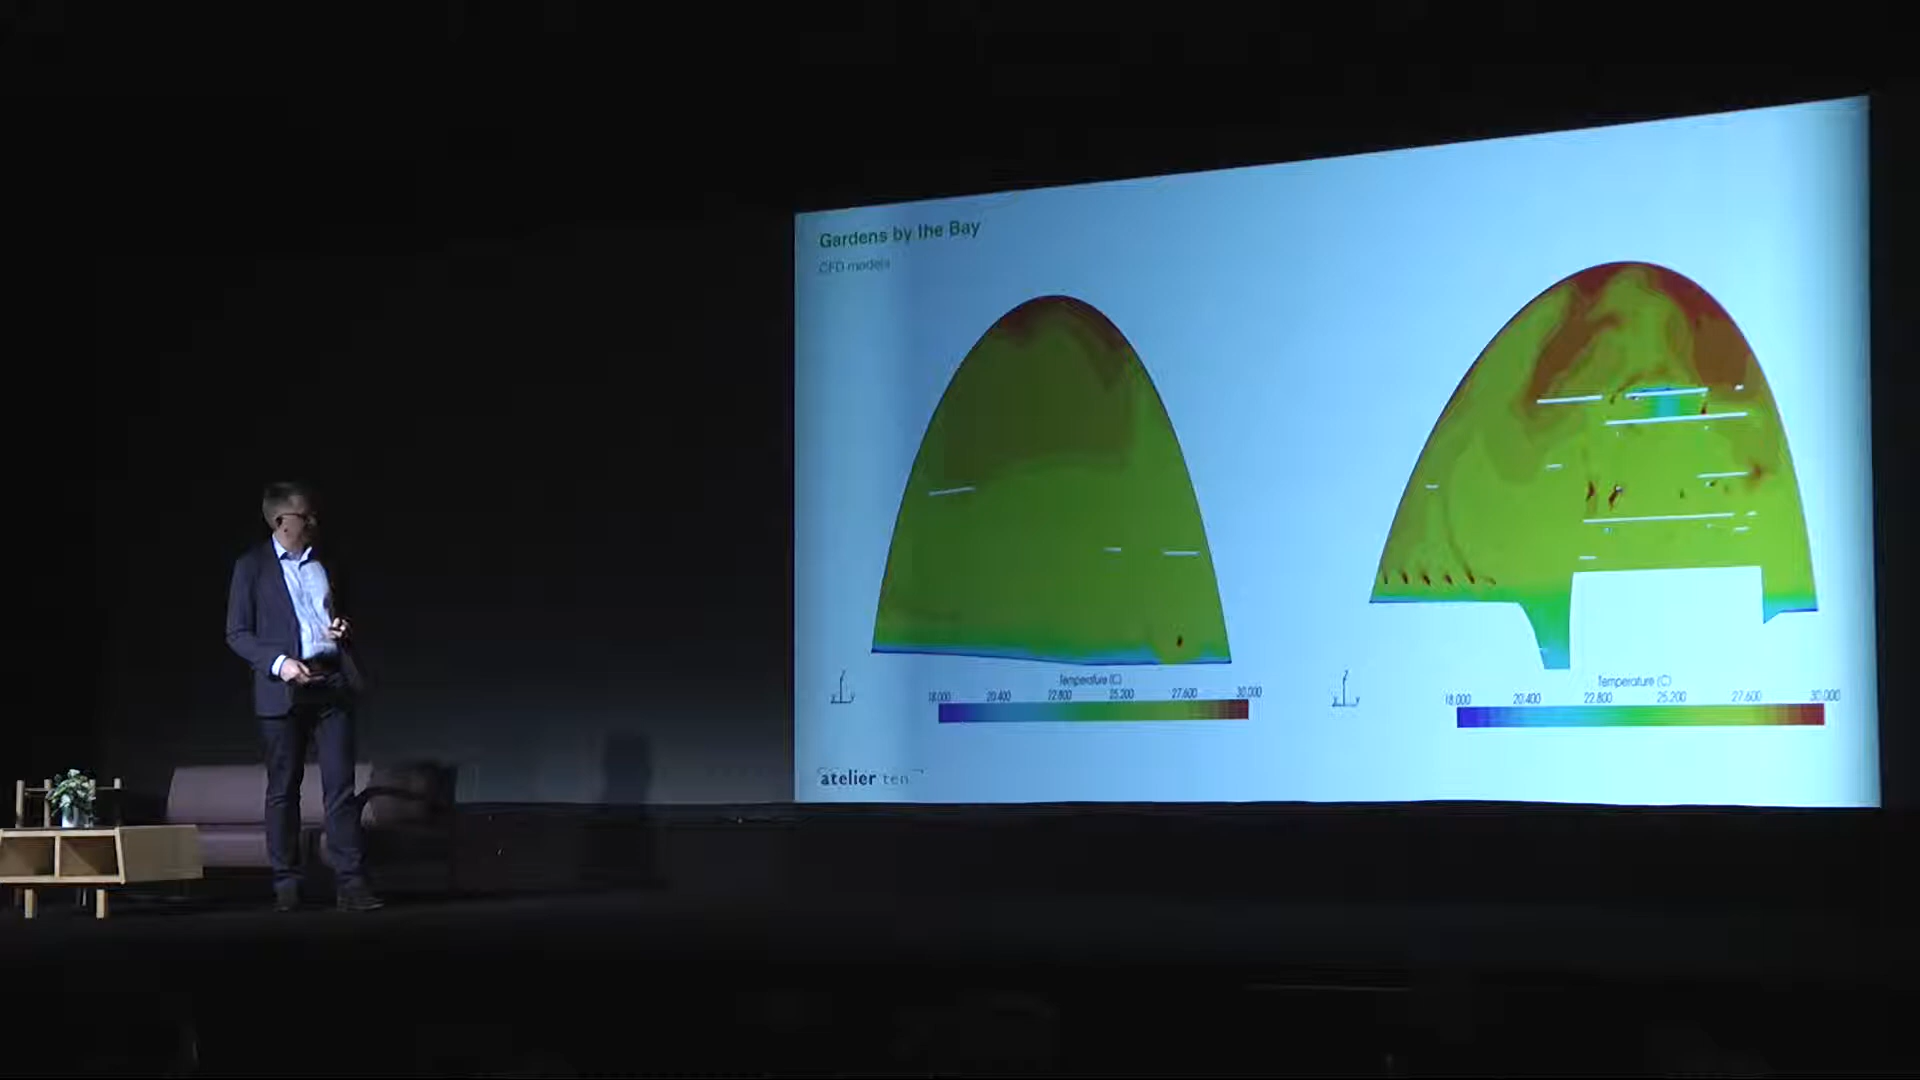 Gardens by the Bay
CFD models
Temperature (C)
18.000 20.400 22.800 25.200 27.600 30.000
Temperature (C)
18.000 20.400 22.800 25.200 27.600 30.000
atelier ten